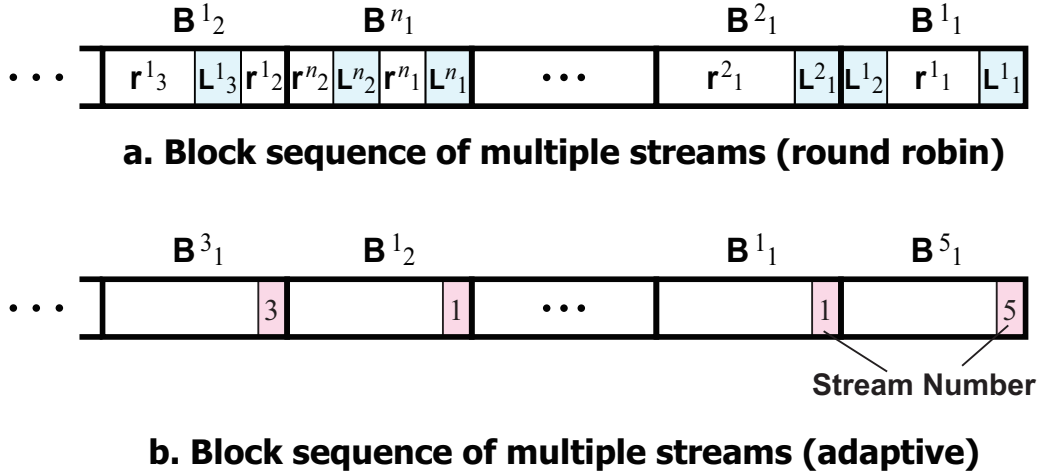 B¹₂ Bⁿ₁ B²₁ B¹₁
• • • r¹₃ L¹₃ r¹₂ rⁿ₂ Lⁿ₂ rⁿ₁ Lⁿ₁ • • • r²₁ L²₁ L¹₂ r¹₁ L¹₁
a. Block sequence of multiple streams (round robin)
B³₁ B¹₂ B¹₁ B⁵₁
• • • 3 1 • • • 1 5
Stream Number
b. Block sequence of multiple streams (adaptive)